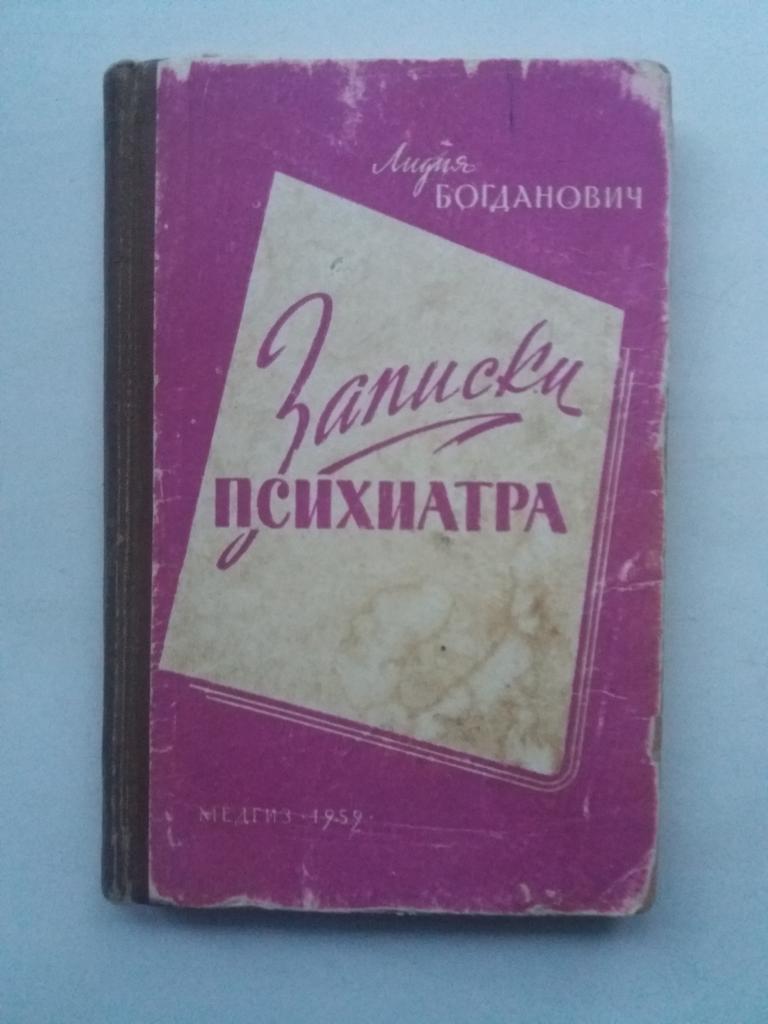 Лидия
БОГДАНОВИЧ
Записки
ПСИХИАТРА
МЕДГИЗ · 1959 ·